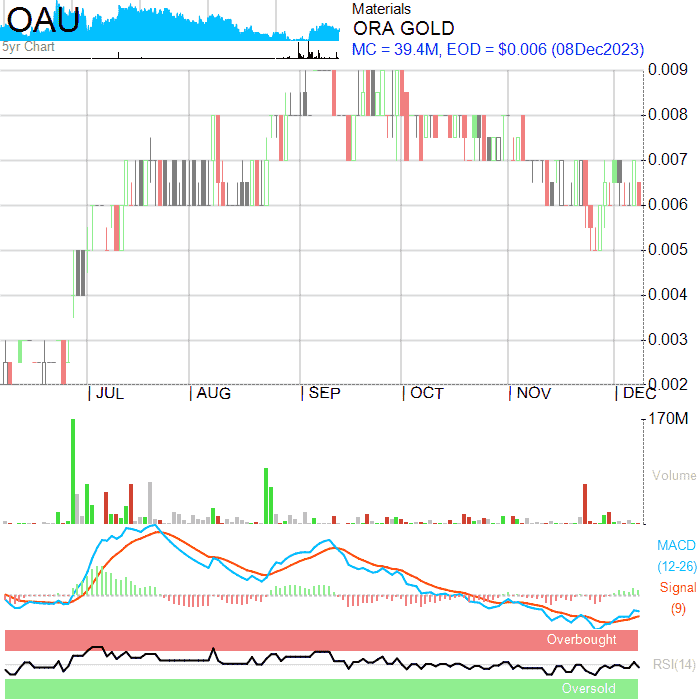 OAU
5yr Chart
Materials
ORA GOLD
MC = 39.4M, EOD = $0.006 (08Dec2023)
0.009
0.008
0.007
0.006
0.005
0.004
0.003
0.002
JUL AUG SEP OCT NOV DEC
170M
Volume
MACD
(12-26)
Signal
(9)
Overbought
RSI(14)
Oversold